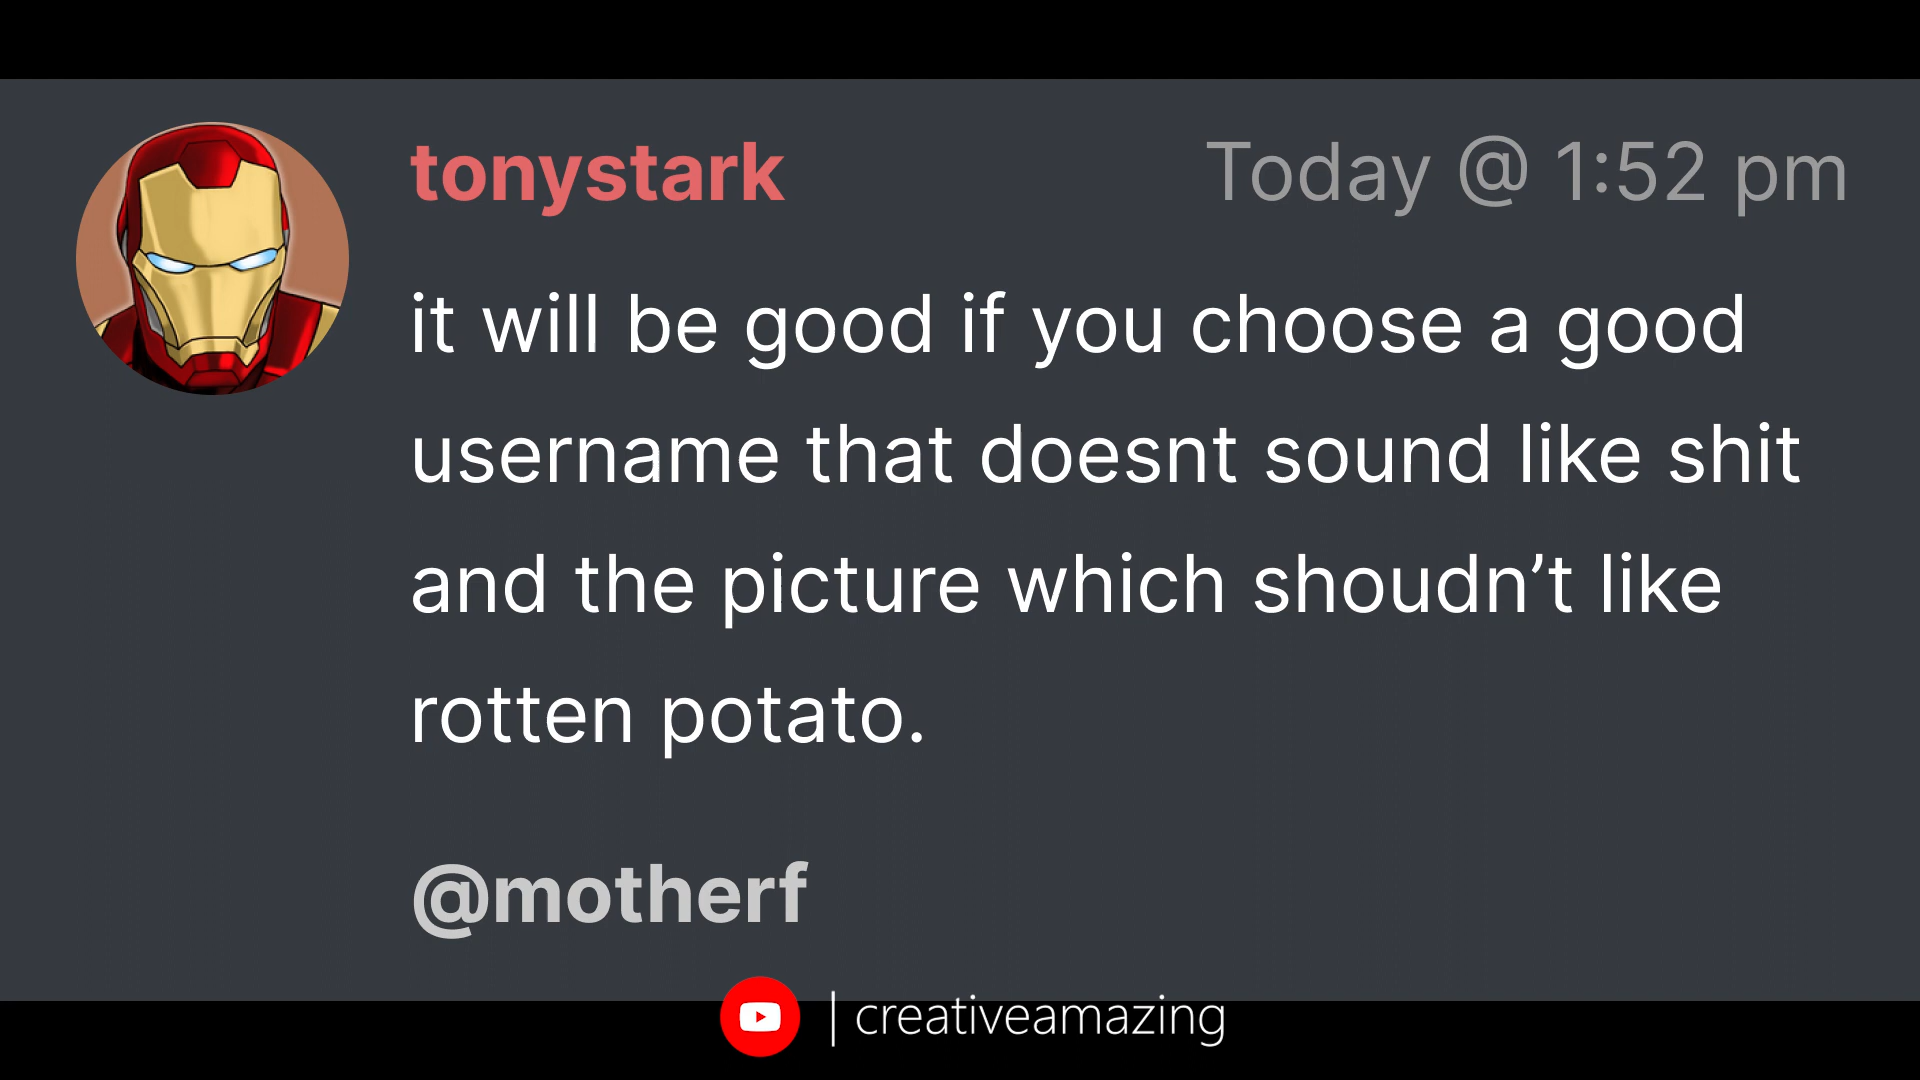 tonystark
Today @ 1:52 pm
it will be good if you choose a good
username that doesnt sound like shit
and the picture which shoudn’t like
rotten potato.
@motherf
| creativeamazing